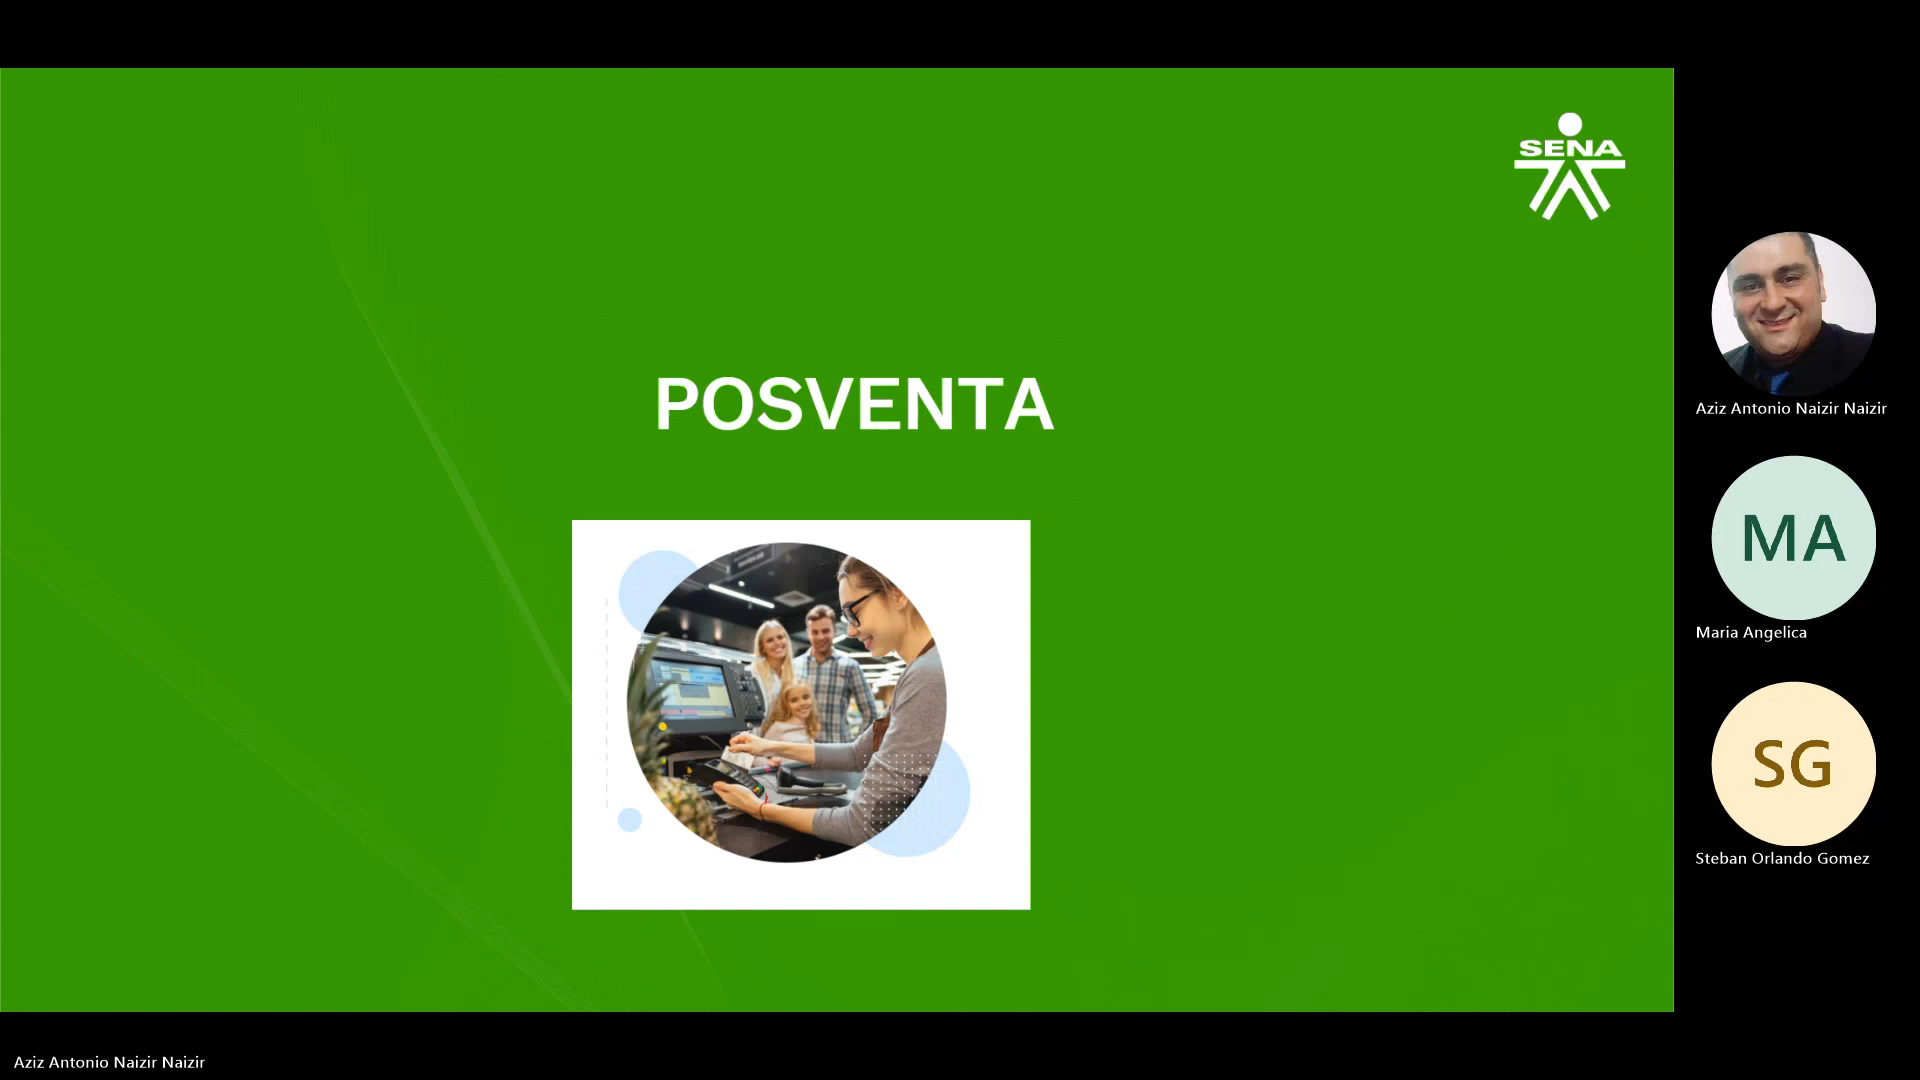 SENA
POSVENTA
Aziz Antonio Naizir Naizir
MA
Maria Angelica
SG
Steban Orlando Gomez
Aziz Antonio Naizir Naizir